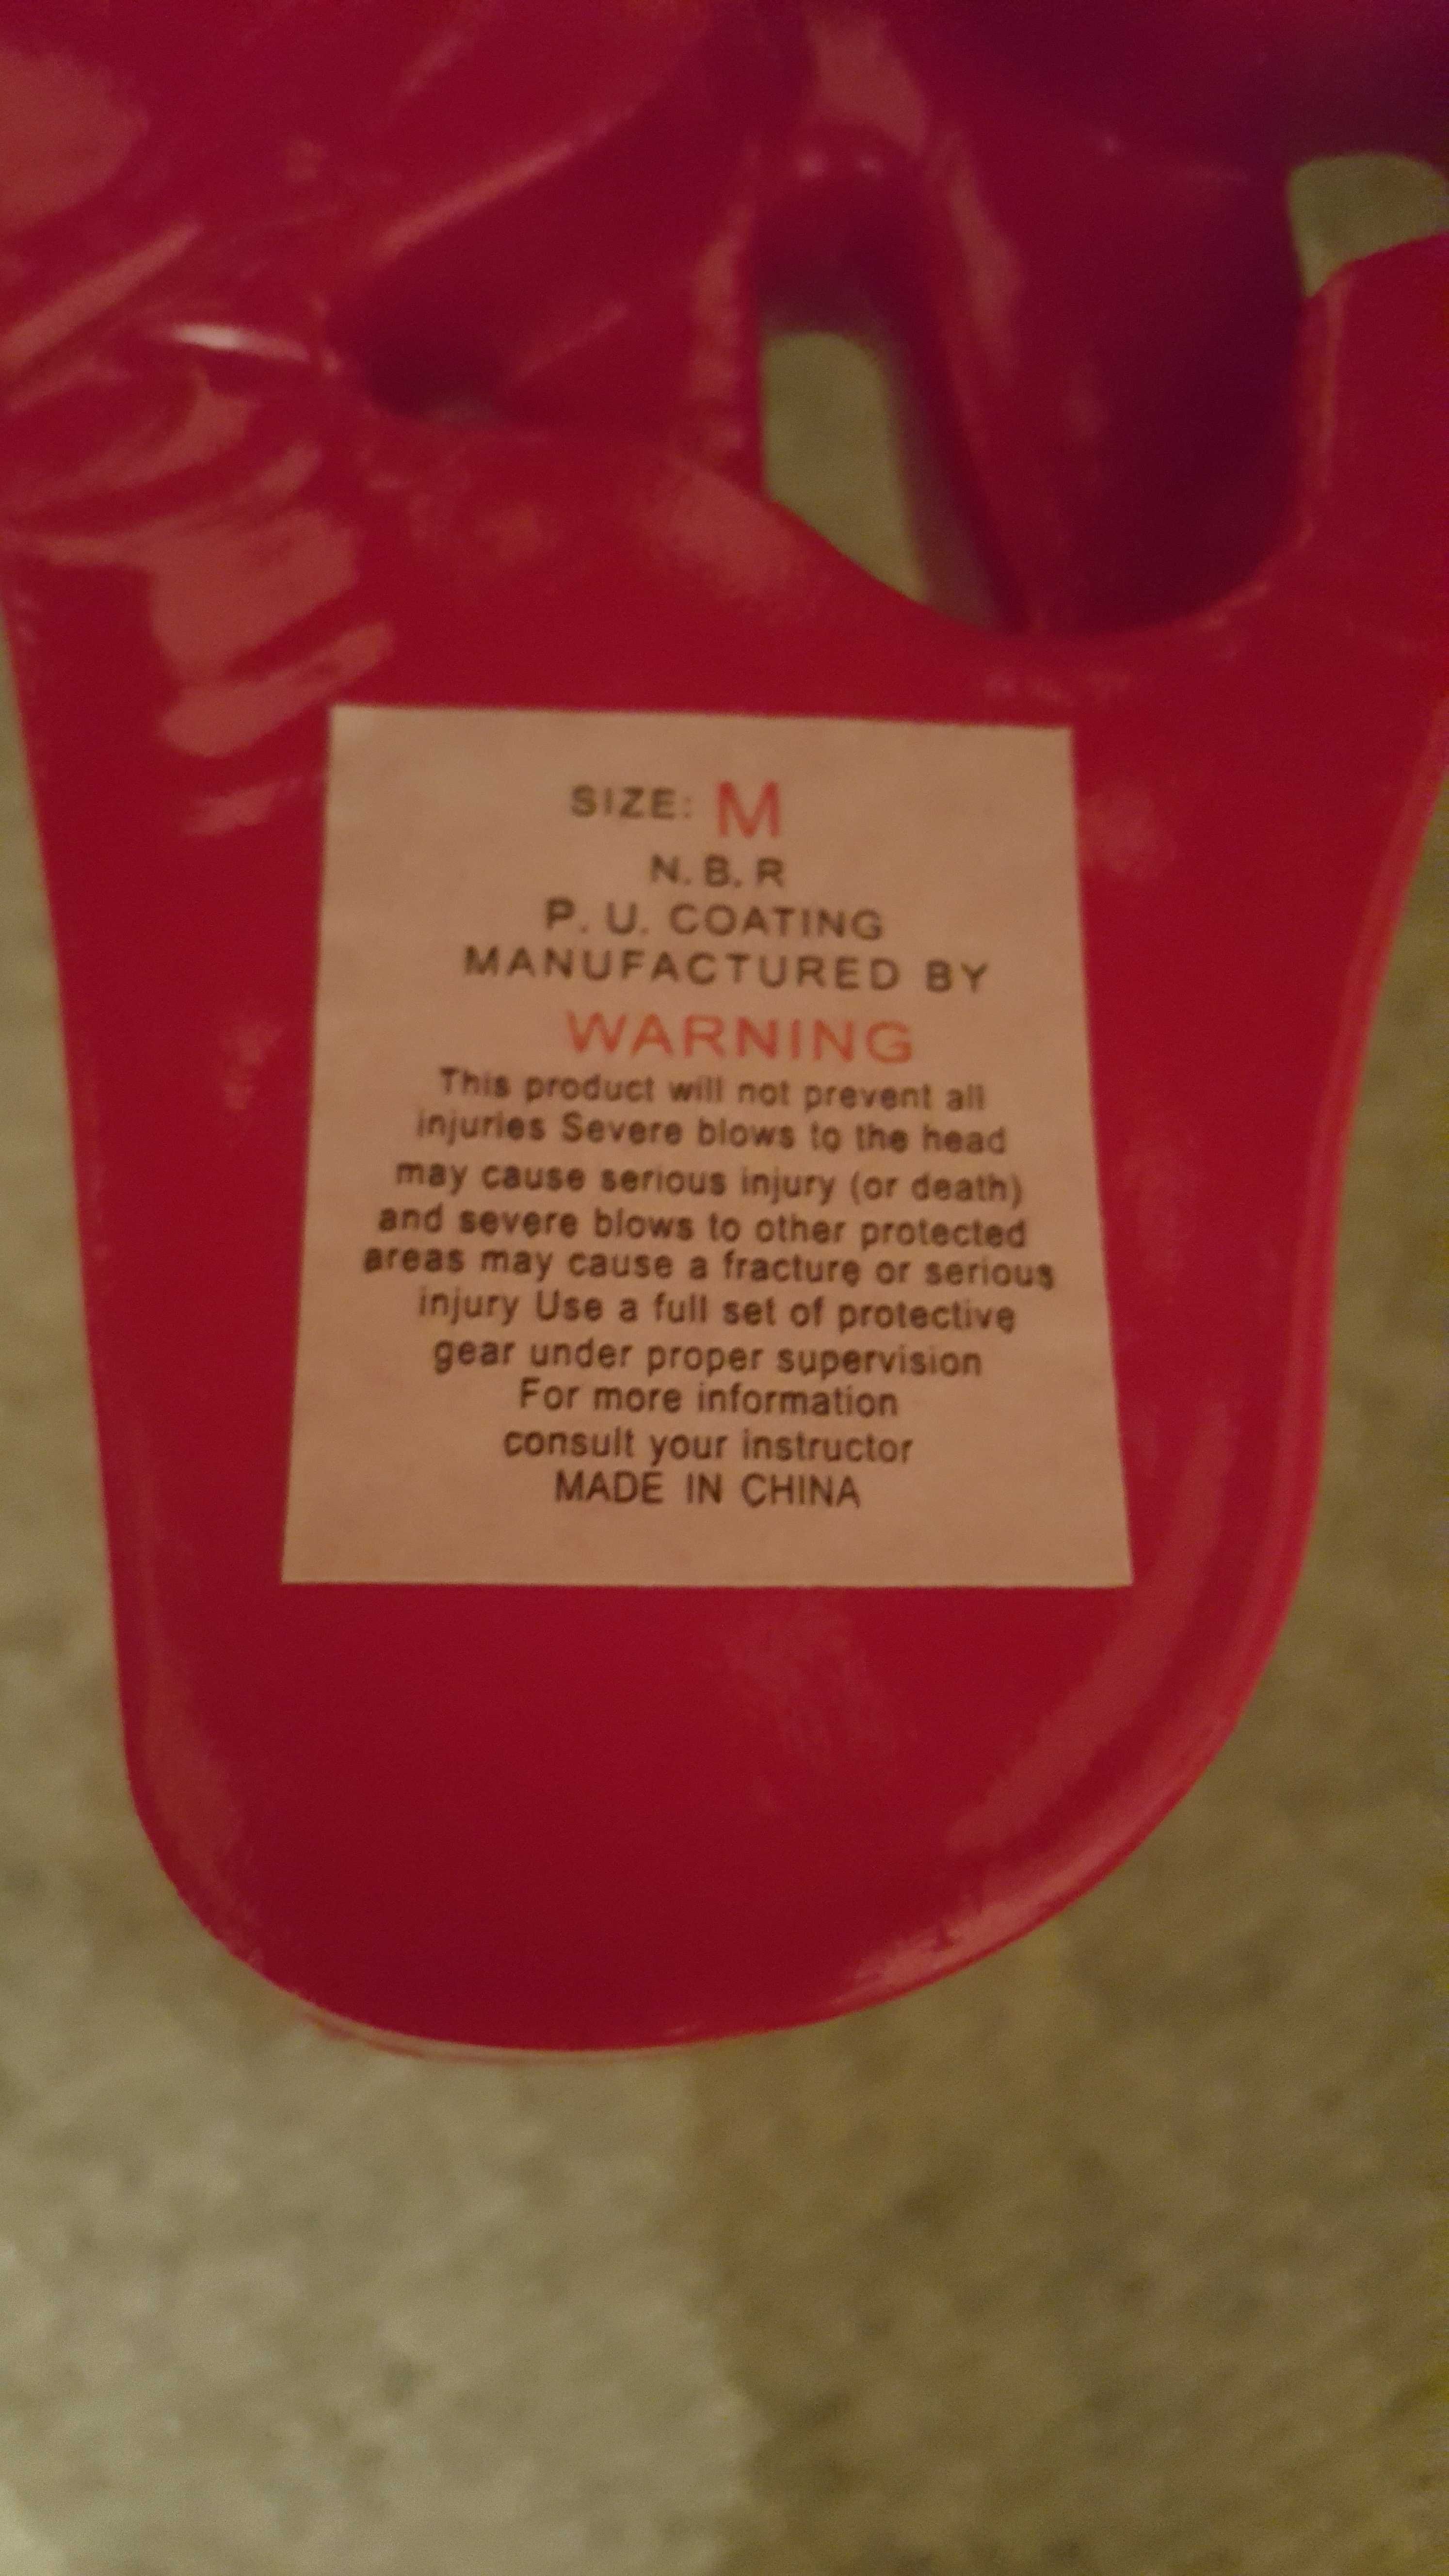 SIZE: M
N. B. R
P. U. COATING
MANUFACTURED BY
WARNING
This product will not prevent all
injuries Severe blows to the head
may cause serious injury (or death)
and severe blows to other protected
areas may cause a fracture or serious
injury Use a full set of protective
gear under proper supervision
For more information
consult your instructor
MADE IN CHINA